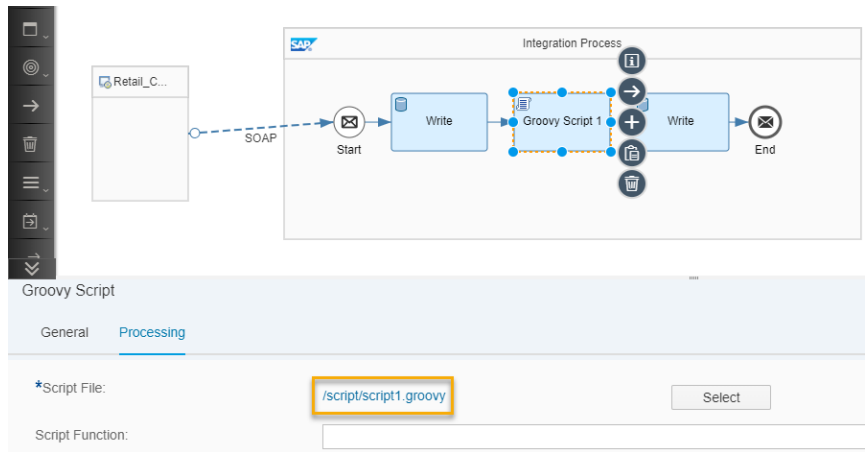 SAP
Integration Process
Retail_C...
SOAP
Start
Write
Groovy Script 1
Write
End
Groovy Script
General
Processing
*Script File:
/script/script1.groovy
Select
Script Function: